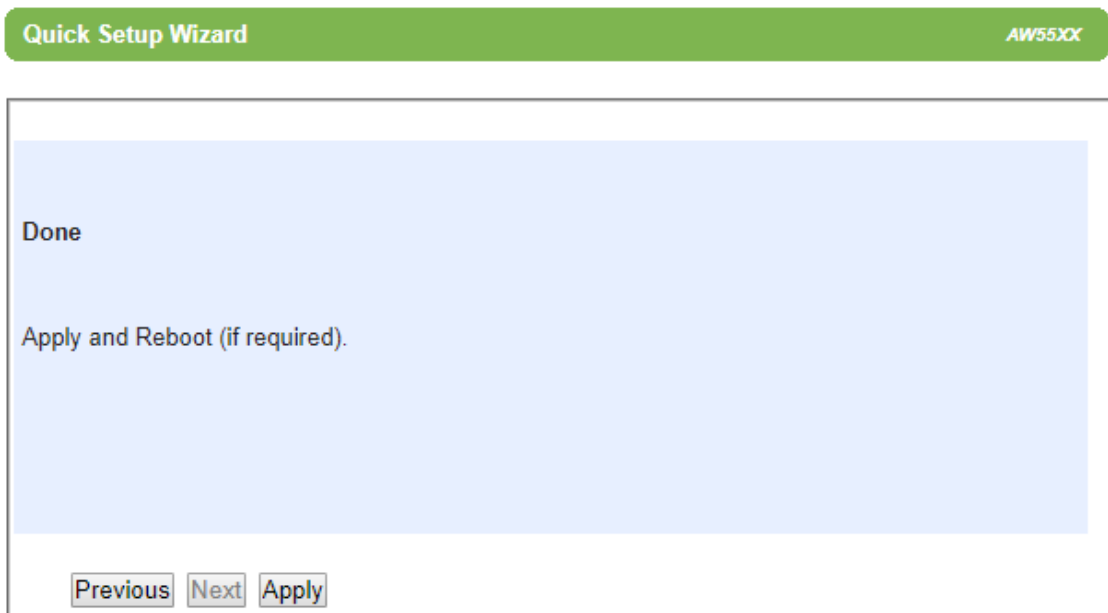 Quick Setup Wizard AW55XX
Done
Apply and Reboot (if required).
Previous Next Apply